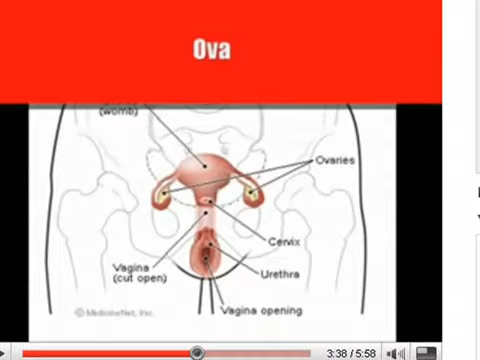 Ova
(womb)
Ovaries
Cervix
Vagina
(cut open)
Urethra
Vagina opening
© MedicineNet, Inc.
3:38 / 5:58